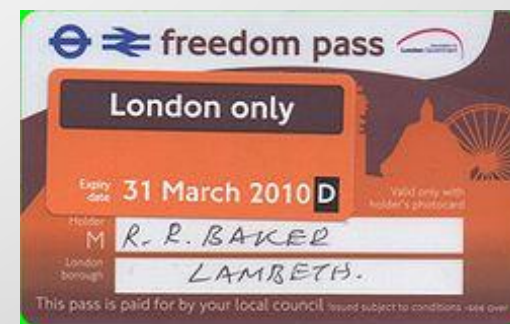 freedom pass
London only
Expiry date 31 March 2010 D
Valid only with
holder's photocard
Holder
M R. R. BAKER
London borough LAMBETH.
This pass is paid for by your local council Issued subject to conditions - see over